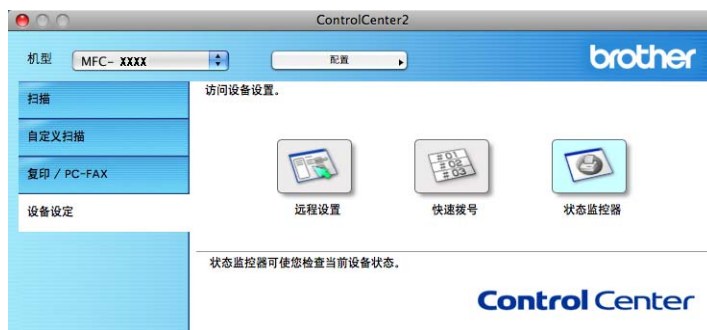 ControlCenter2
机型
MFC- XXXX
配置
brother
扫描
自定义扫描
复印 / PC-FAX
设备设定
访问设备设置。
#01
#02
#03
远程设置
快速拨号
状态监控器
状态监控器可使您检查当前设备状态。
Control Center